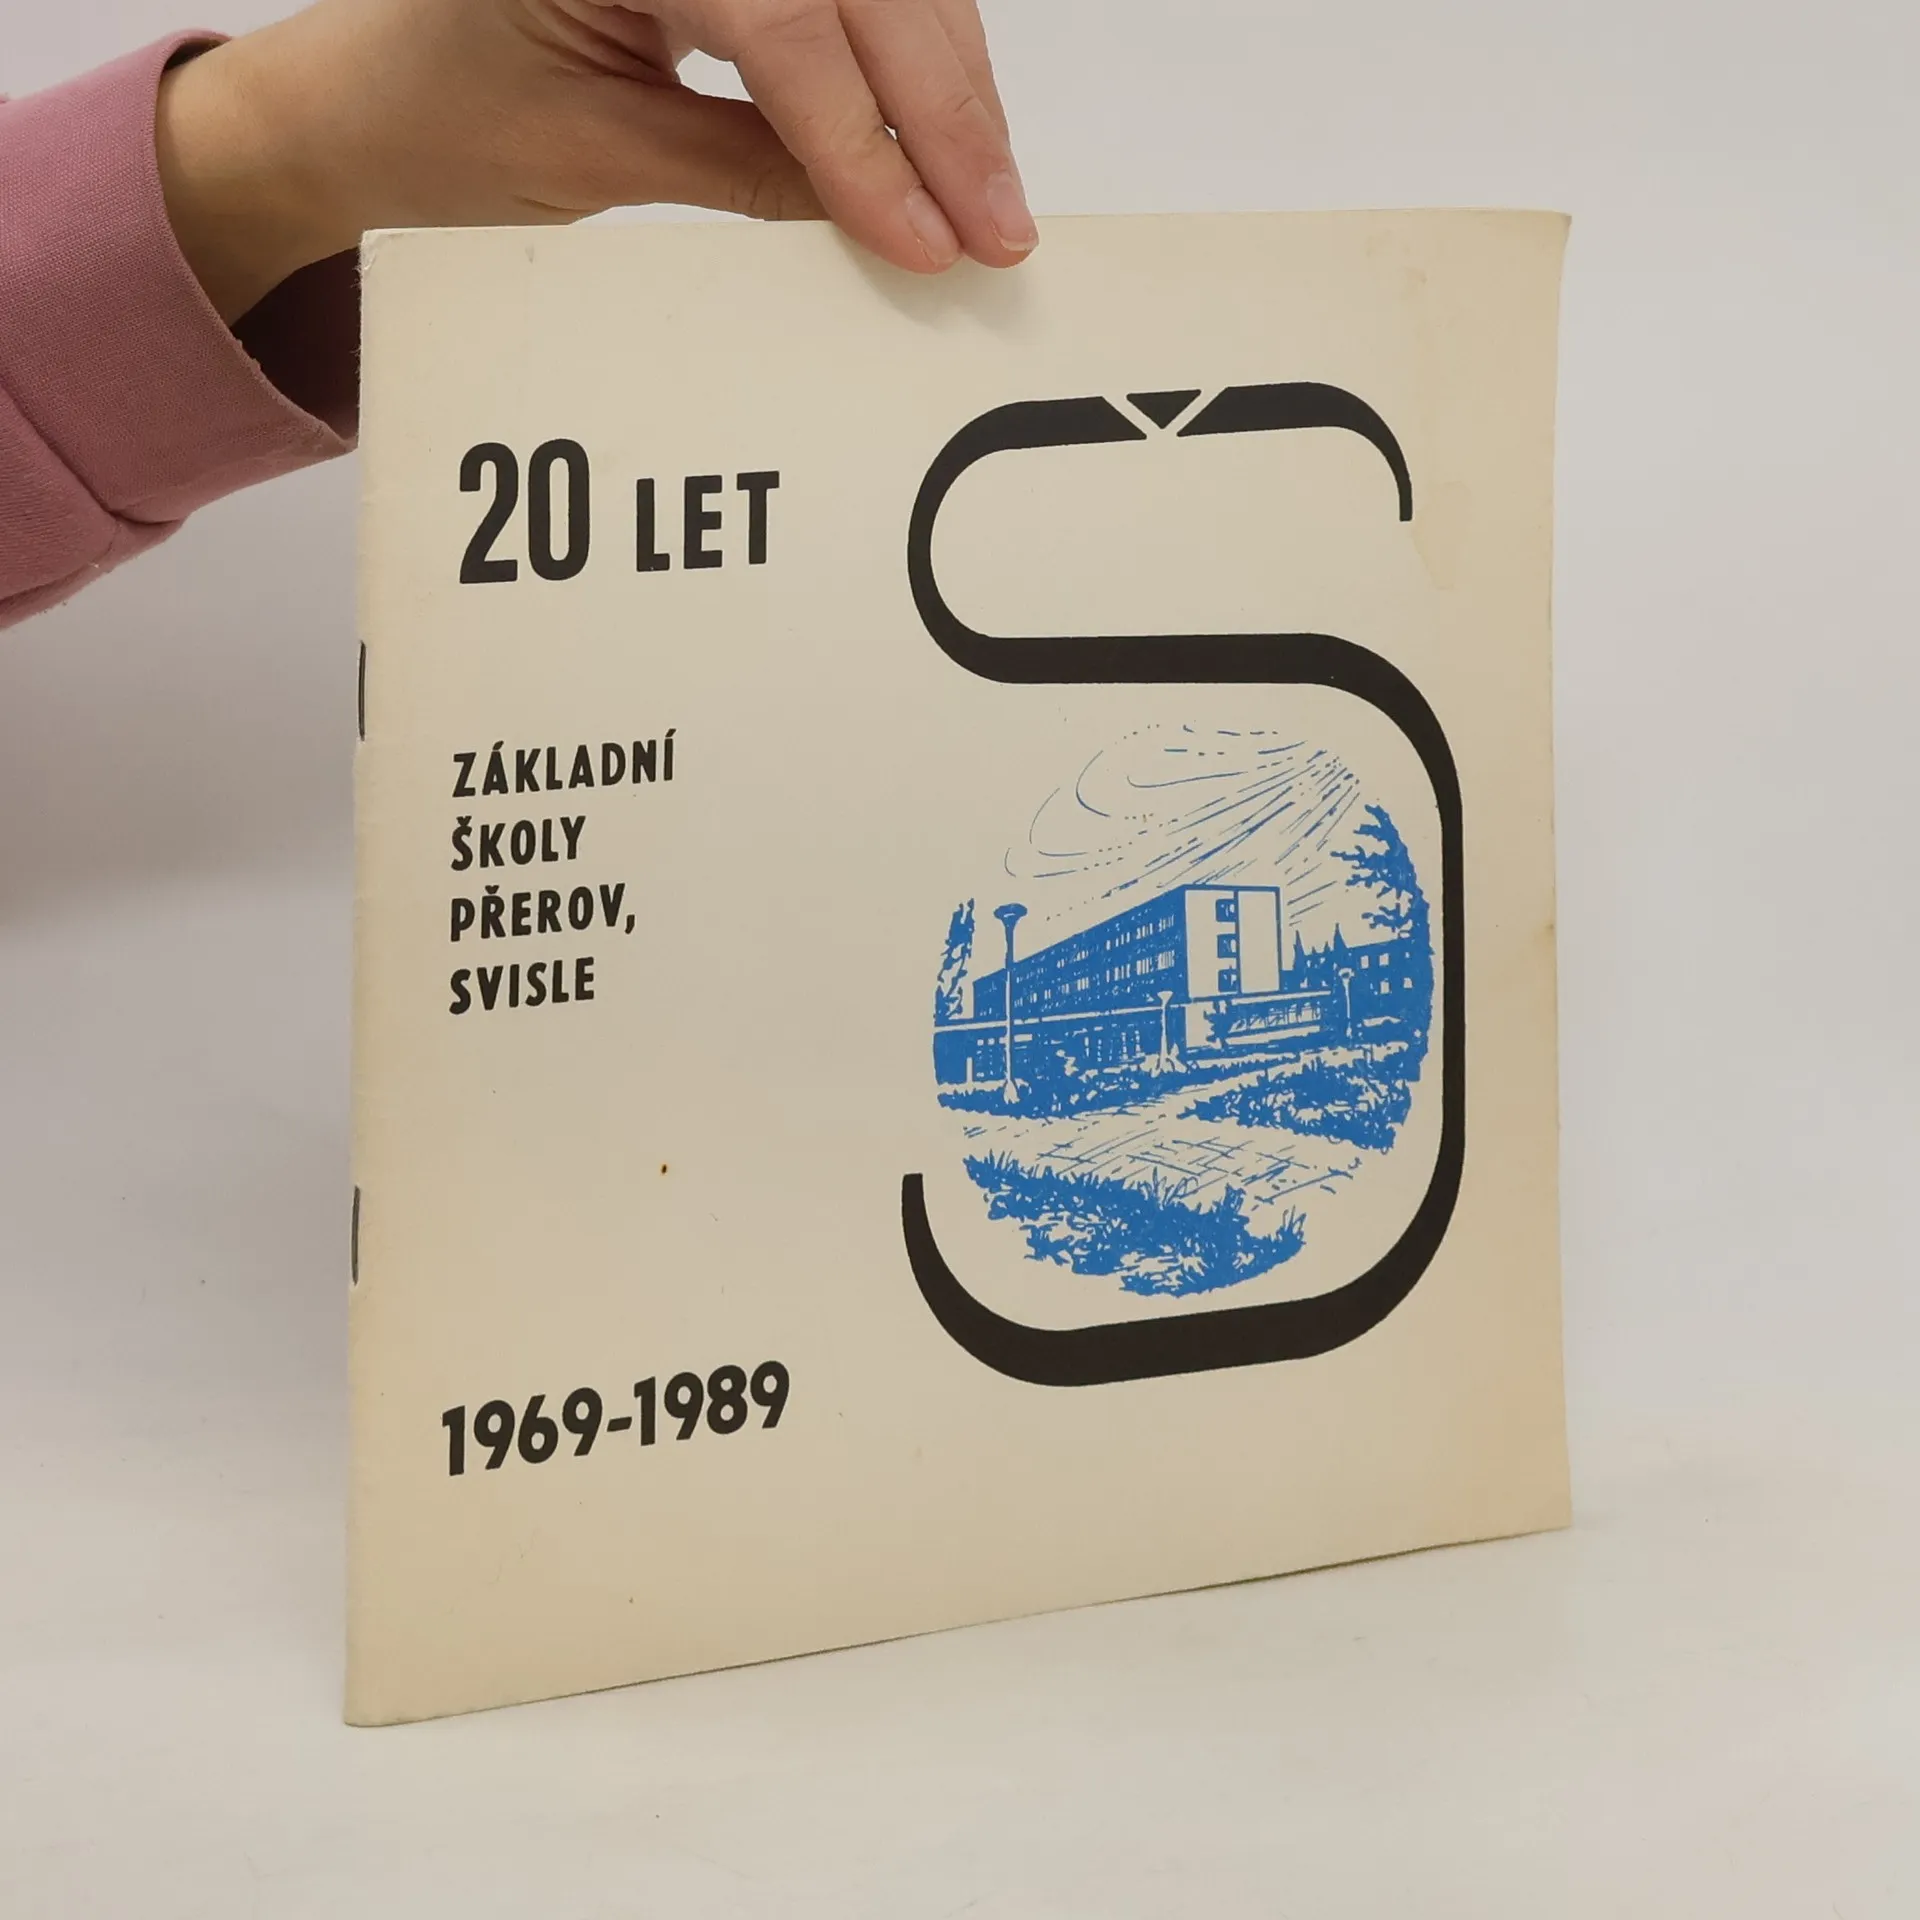 20 LET
ZÁKLADNÍ
ŠKOLY
PŘEROV,
SVISLE
1969-1989
Š